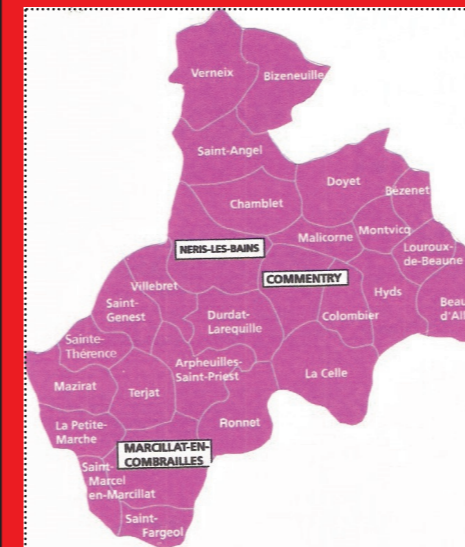 Verneix
Bizeneuille
Saint-Angel
Doyet
Bézenet
Chamblet
Malicorne
Montvicq
NERIS-LES-BAINS
Louroux-
de-Beaune
COMMENTRY
Villebret
Hyds
Saint-
Genest
Durdat-
Larequille
Colombier
Sainte-
Thérence
Arpheuilles-
Saint-Priest
La Celle
Mazirat
Terjat
La Petite-
Marche
Ronnet
MARCILLAT-EN-
COMBRAILLES
Saint-
Marcel
en-Marcillat
Saint-
Fargeol